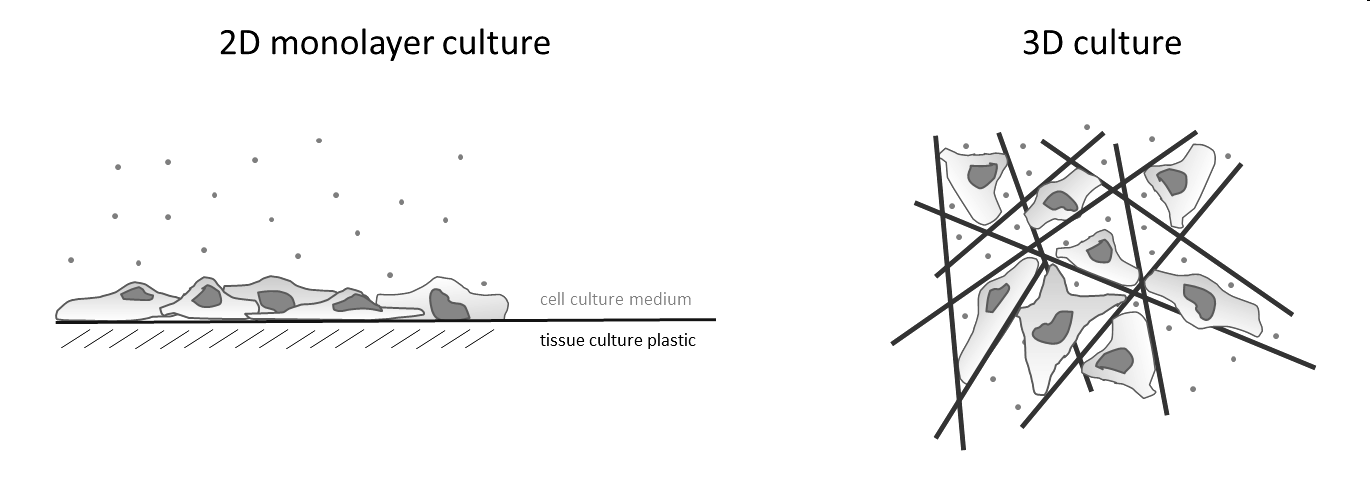 2D monolayer culture
3D culture
cell culture medium
tissue culture plastic